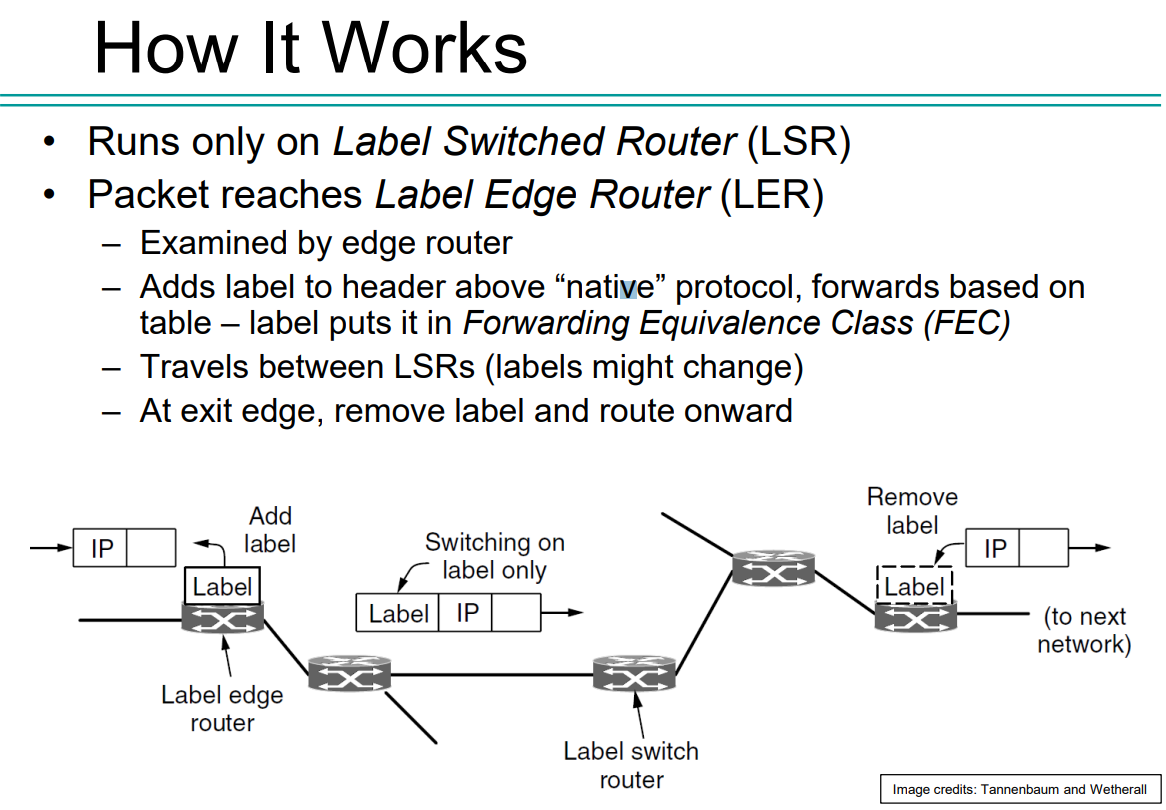 How It Works
• Runs only on Label Switched Router (LSR)
• Packet reaches Label Edge Router (LER)
– Examined by edge router
– Adds label to header above “native” protocol, forwards based on
table – label puts it in Forwarding Equivalence Class (FEC)
– Travels between LSRs (labels might change)
– At exit edge, remove label and route onward
IP
Add
label
Label
Label edge
router
Switching on
label only
Label IP
Label switch
router
Remove
label
IP
Label
(to next
network)
Image credits: Tannenbaum and Wetherall